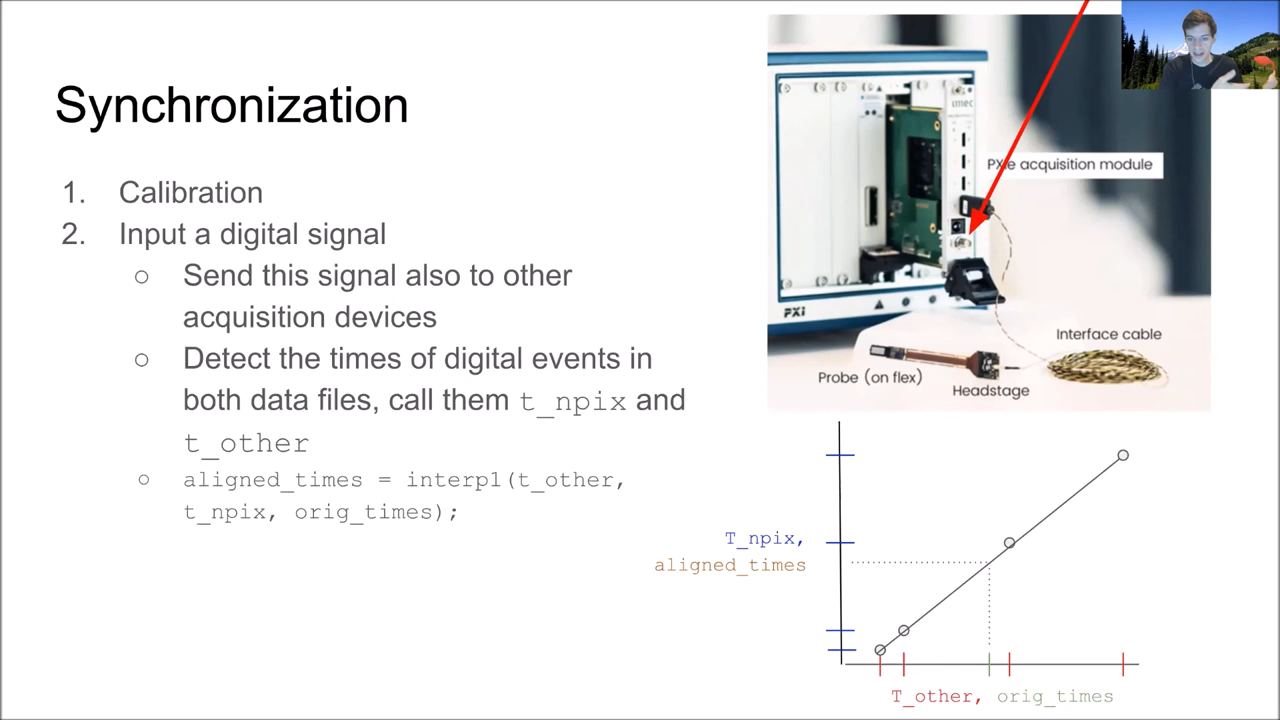 Synchronization
1. Calibration
2. Input a digital signal
○ Send this signal also to other
acquisition devices
○ Detect the times of digital events in
both data files, call them t_npix and
t_other
○ aligned_times = interp1(t_other,
t_npix, orig_times);
imec
PXIe acquisition module
PXI
Interface cable
Probe (on flex)
Headstage
T_npix,
aligned_times
T_other, orig_times